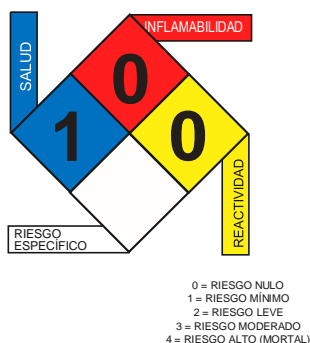 INFLAMABILIDAD
SALUD
0
1
0
REACTIVIDAD
RIESGO
ESPECÍFICO
0 = RIESGO NULO
1 = RIESGO MÍNIMO
2 = RIESGO LEVE
3 = RIESGO MODERADO
4 = RIESGO ALTO (MORTAL)